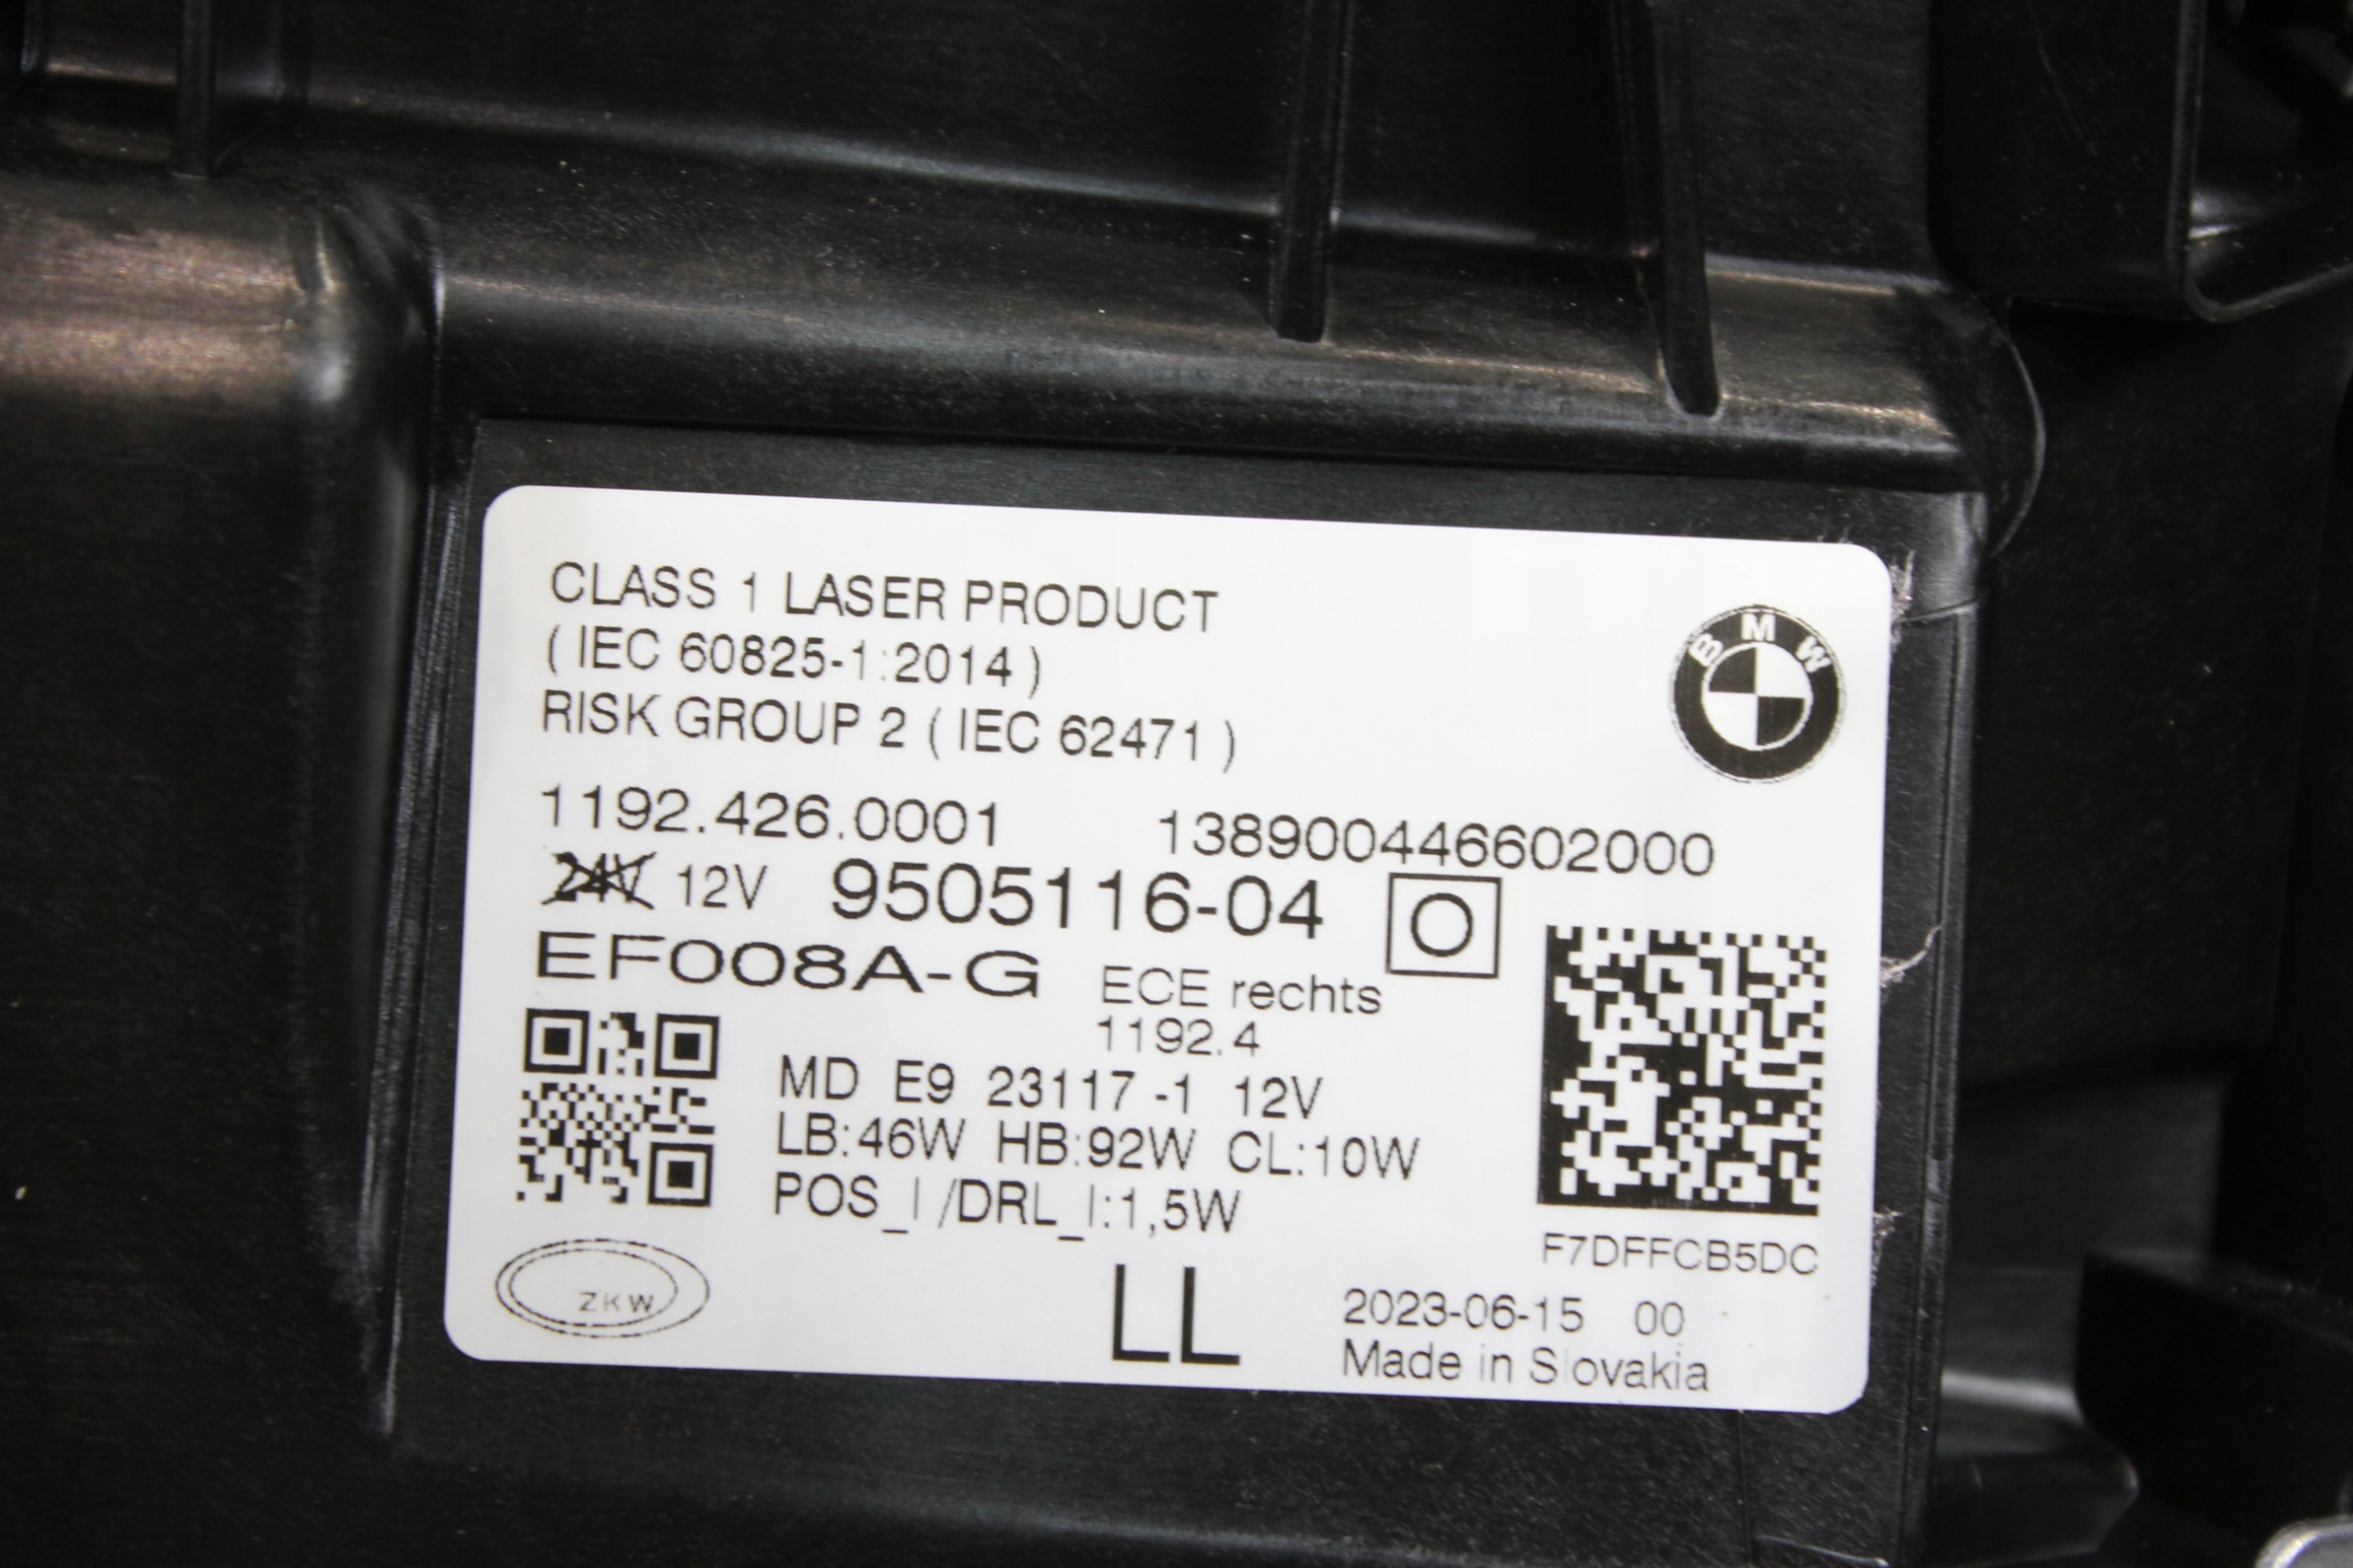 CLASS 1 LASER PRODUCT
( IEC 60825-1:2014 )
RISK GROUP 2 ( IEC 62471 )
BMW
1192.426.0001 138900446602000
24V 12V 9505116-04 O
EF008A-G ECE rechts
1192.4
MD E9 23117 -1 12V
LB:46W HB:92W CL:10W
POS_I /DRL_I:1,5W
F7DFFCB5DC
ZKW
LL
2023-06-15 00
Made in Slovakia